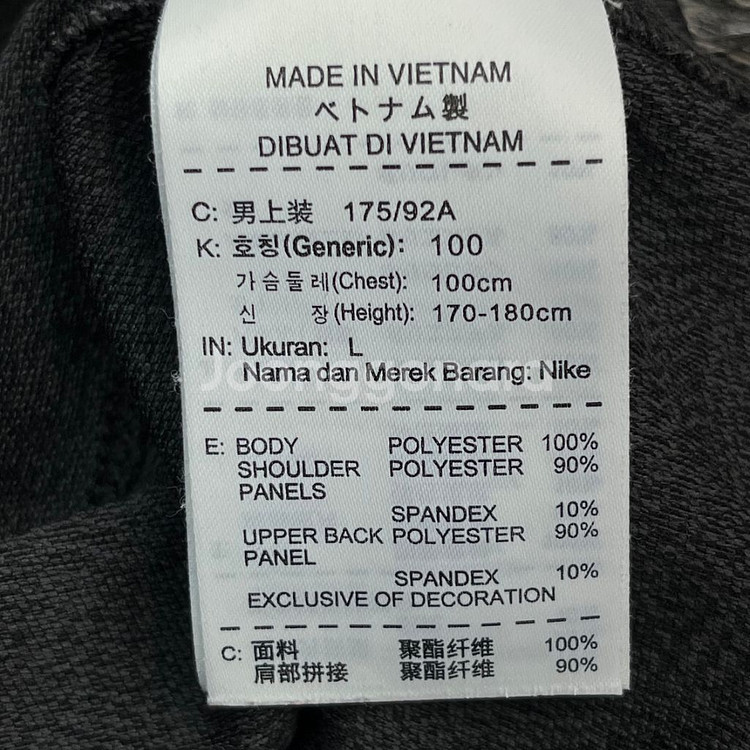 MADE IN VIETNAM
ベトナム製
DIBUAT DI VIETNAM
C: 男上装 175/92A
K: 호칭(Generic): 100
가슴둘레(Chest): 100cm
신 장(Height): 170-180cm
IN: Ukuran: L
Nama dan Merek Barang: Nike
Joonggonara
E: BODY POLYESTER 100%
SHOULDER POLYESTER 90%
PANELS
SPANDEX 10%
UPPER BACK POLYESTER 90%
PANEL
SPANDEX 10%
EXCLUSIVE OF DECORATION
C: 面料 聚酯纤维 100%
肩部拼接 聚酯纤维 90%